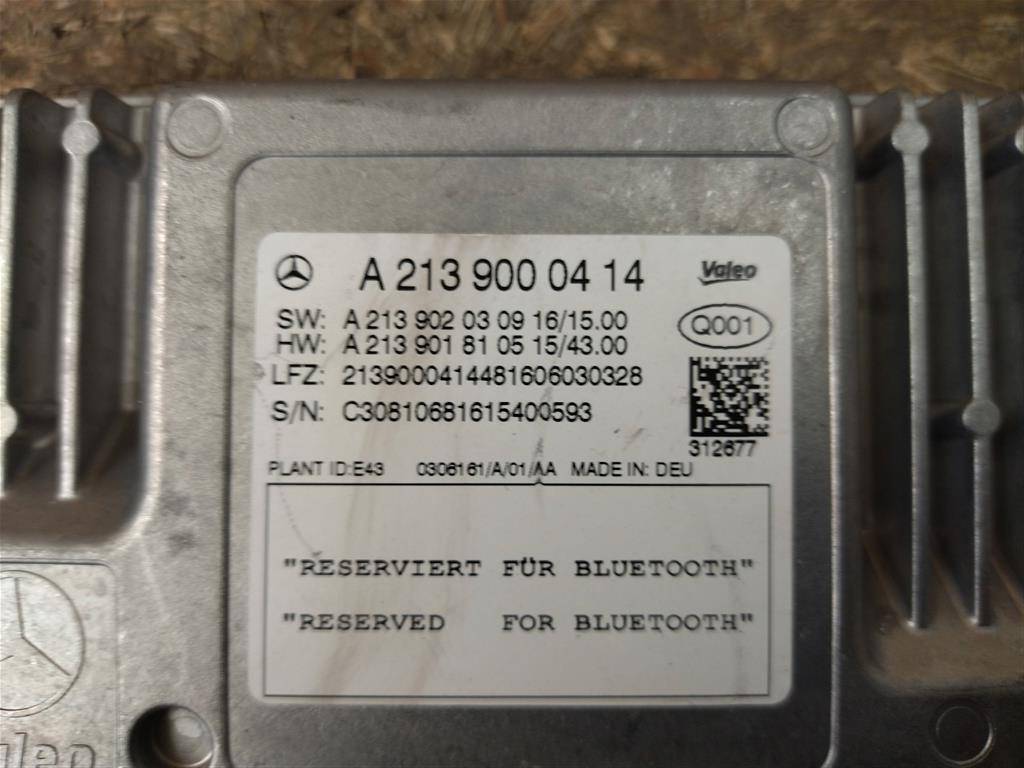 A 213 900 04 14
Valeo
SW: A 213 902 03 09 16/15.00
Q001
HW: A 213 901 81 05 15/43.00
LFZ: 2139000414481606030328
S/N: C30810681615400593
312677
PLANT ID:E43 0306161/A/01/AA MADE IN: DEU
"RESERVIERT FÜR BLUETOOTH"
"RESERVED FOR BLUETOOTH"